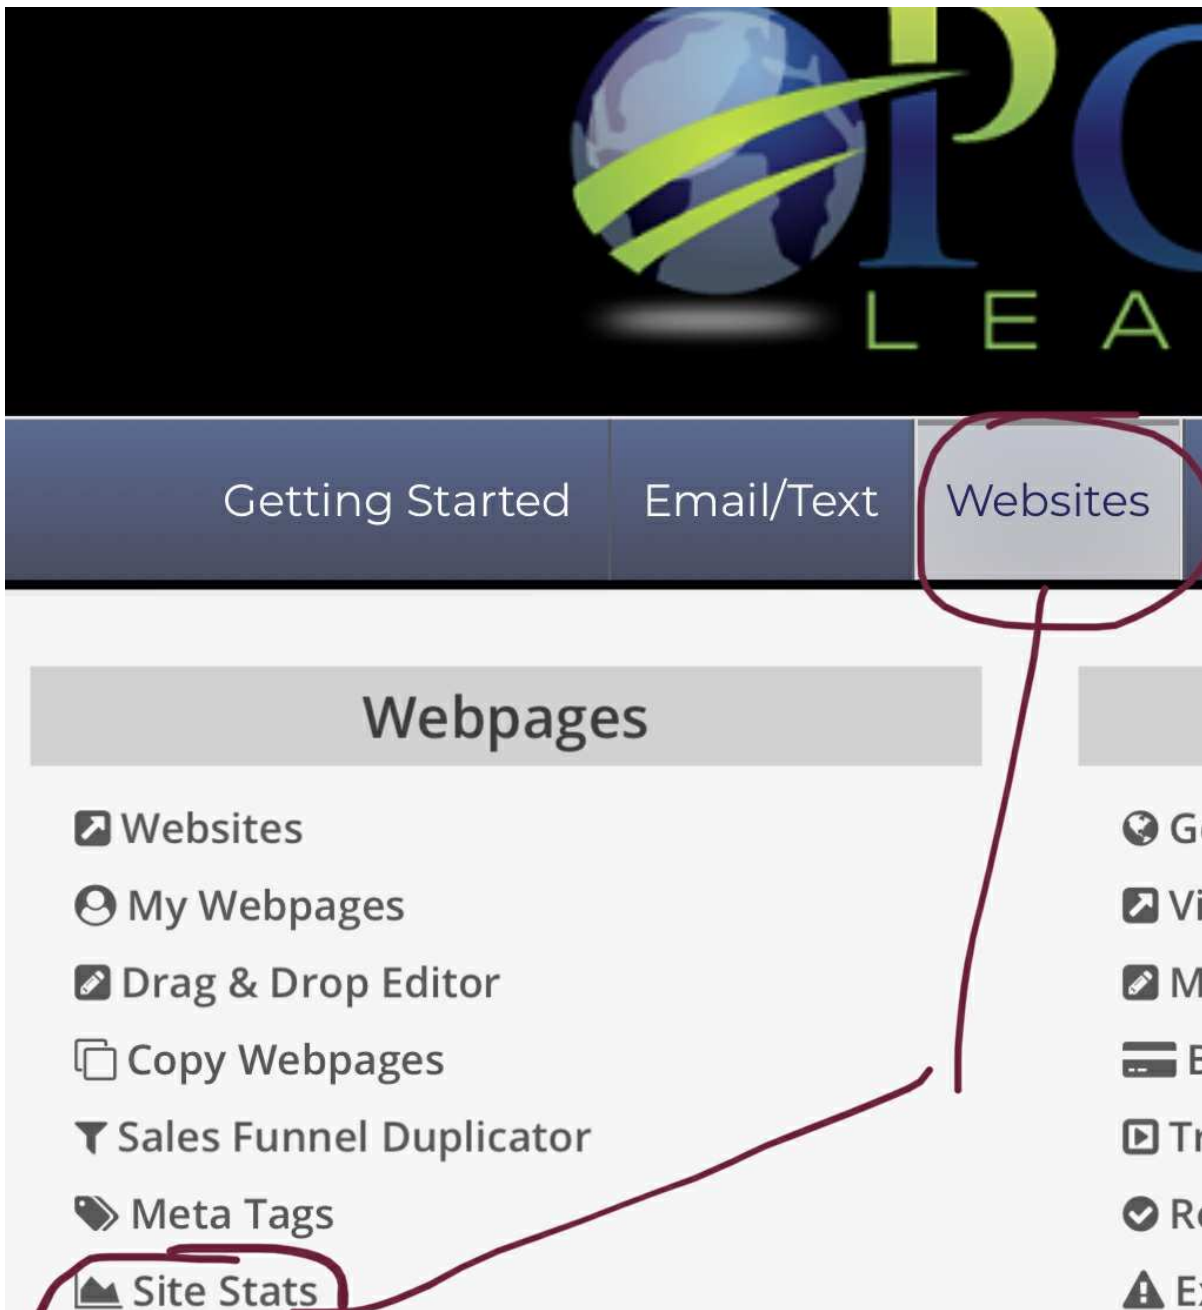 PO
LEA
Getting Started
Email/Text
Websites
Webpages
Websites
My Webpages
Drag & Drop Editor
Copy Webpages
Sales Funnel Duplicator
Meta Tags
Site Stats